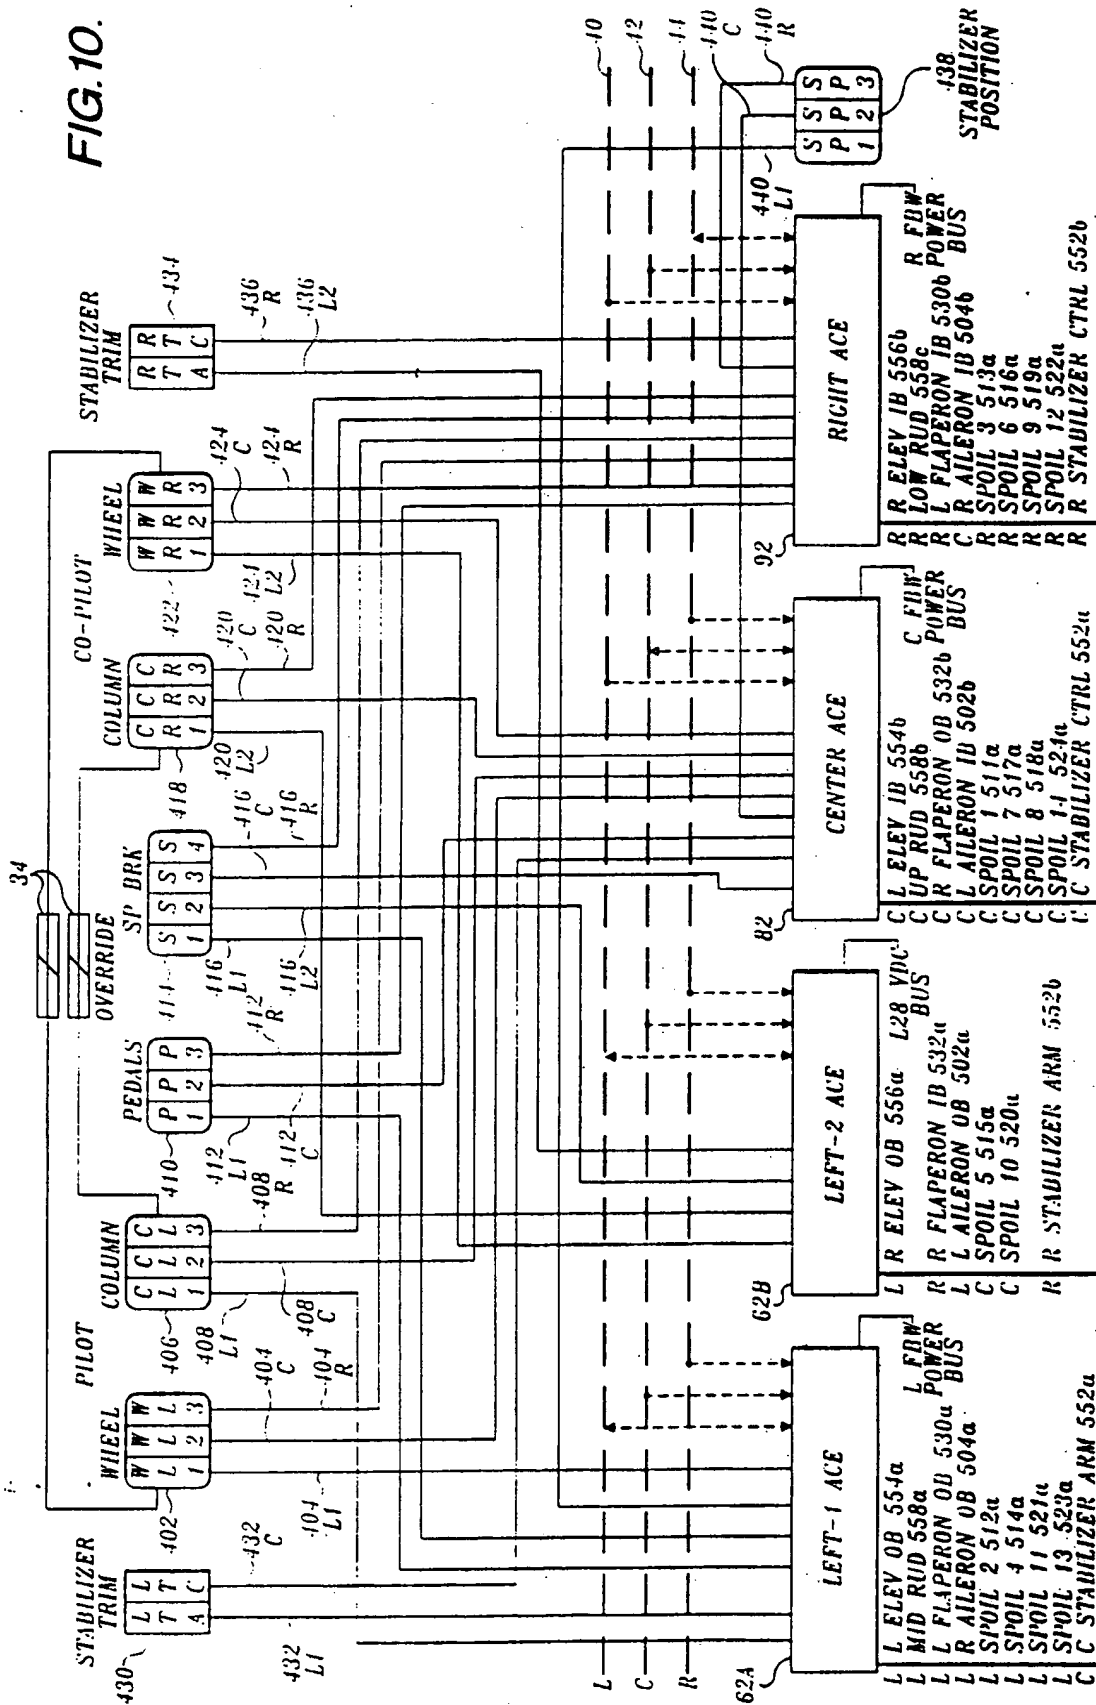 FIG.10.
STABILIZER
TRIM
430
L L
T T
A C
432
L1
432
C
PILOT
WHEEL
402
W W W
L L L
1 2 3
404
L1
404
C
404
R
COLUMN
406
C C C
L L L
1 2 3
408
L1
408
C
408
R
PEDALS
410
P P P
1 2 3
412
L1
412
C
412
R
34
OVERRIDE
SP BRK
414
S S S S
1 2 3 4
416
L1
416
L2
416
C
416
R
CO-PILOT
COLUMN
418
C C C
R R R
1 2 3
420
L2
420
C
420
R
WHEEL
422
W W W
R R R
1 2 3
424
L2
424
C
424
R
STABILIZER
TRIM
434
R R
T T
A C
436
R
436
L2
40
42
44
440
C
440
R
440
L1
S S S
P P P
1 2 3
438
STABILIZER
POSITION
L
C
R
62A
LEFT-1 ACE
L FBW
POWER
BUS
L L ELEV OB 554a
L MID RUD 558a
L L FLAPERON OB 530a
L R AILERON OB 504a
L SPOIL 2 512a
L SPOIL 4 514a
L SPOIL 11 521a
L SPOIL 13 523a
C C STABILIZER ARM 552a
62B
LEFT-2 ACE
L28 VDC
BUS
L R ELEV OB 556a
R R FLAPERON IB 532a
L L AILERON OB 502a
C SPOIL 5 515a
C SPOIL 10 520a
R R STABILIZER ARM 552b
82
CENTER ACE
C FBW
POWER
BUS
C L ELEV IB 554b
C UP RUD 558b
C R FLAPERON OB 532b
C L AILERON IB 502b
C SPOIL 1 511a
C SPOIL 7 517a
C SPOIL 8 518a
C SPOIL 14 524a
C C STABILIZER CTRL 552a
92
RIGHT ACE
R FBW
POWER
BUS
R R ELEV IB 556b
R LOW RUD 558c
R L FLAPERON IB 530b
C R AILERON IB 504b
R SPOIL 3 513a
R SPOIL 6 516a
R SPOIL 9 519a
R SPOIL 12 522a
R R STABILIZER CTRL 552b